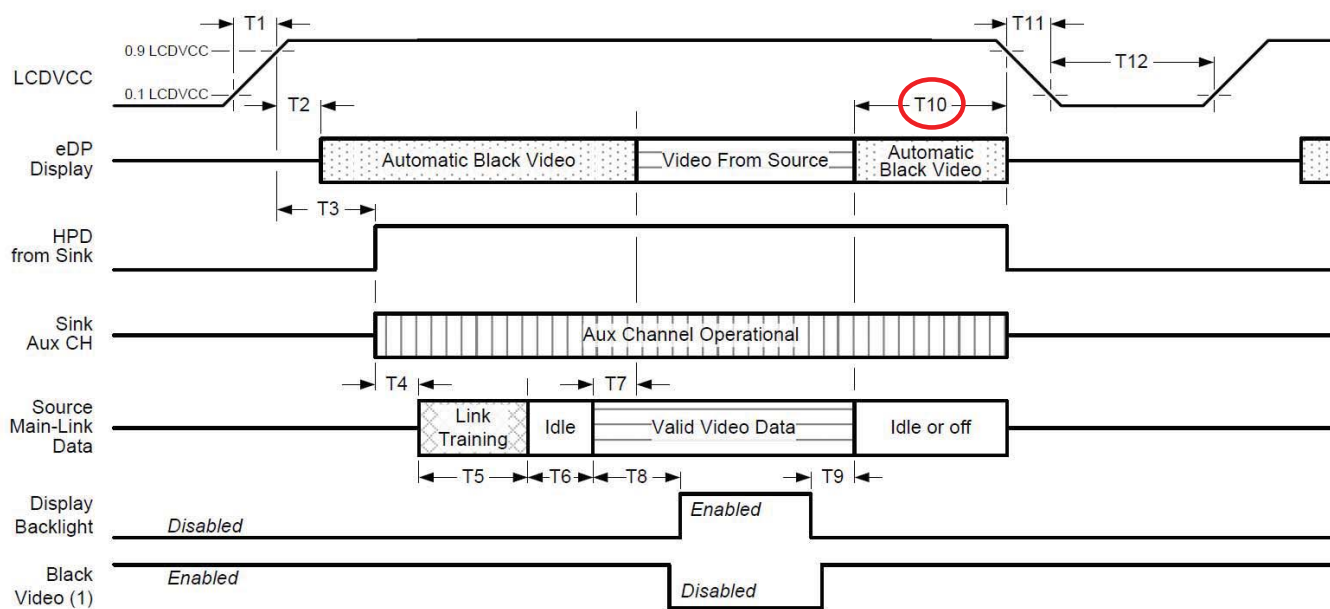 T1
T11
0.9 LCDVCC
LCDVCC
T12
0.1 LCDVCC
T2
T10
eDP
Display
Automatic Black Video
Video From Source
Automatic
Black Video
T3
HPD
from Sink
Sink
Aux CH
Aux Channel Operational
T4
T7
Source
Main-Link
Data
Link
Training
Idle
Valid Video Data
Idle or off
T5
T6
T8
T9
Display
Backlight
Disabled
Enabled
Black
Video (1)
Enabled
Disabled